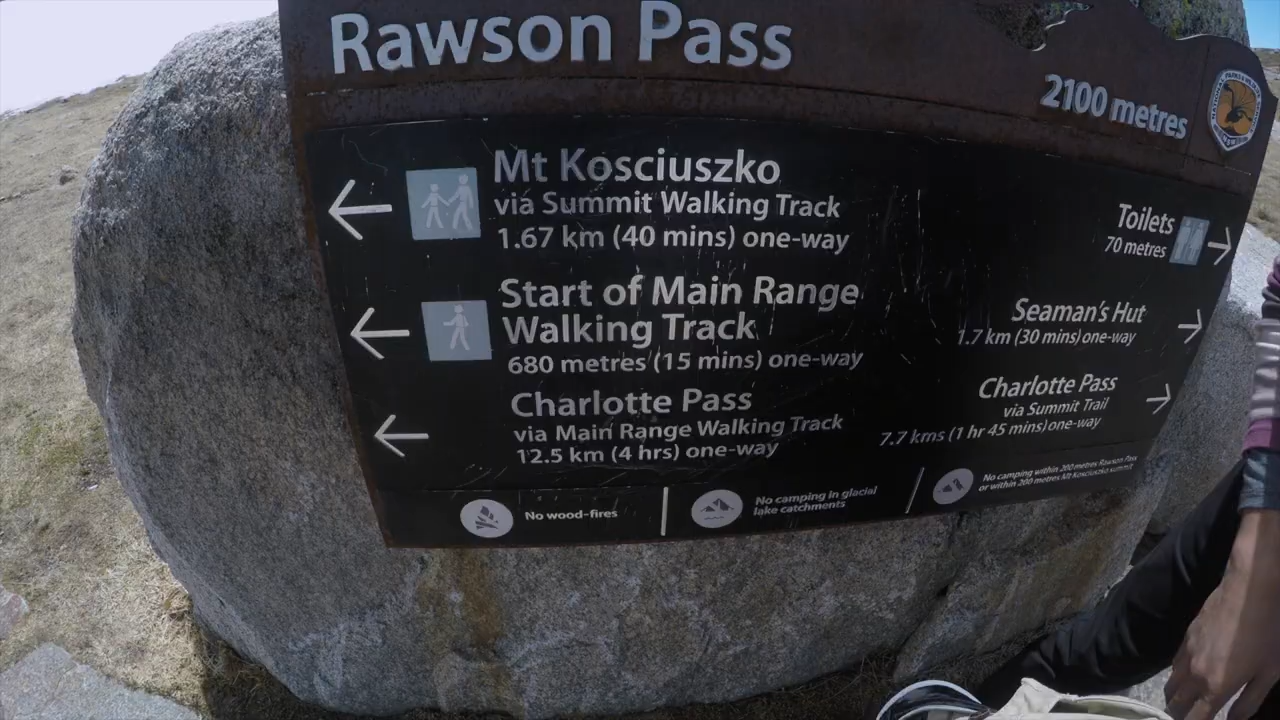 Rawson Pass
2100 metres
Mt Kosciuszko
via Summit Walking Track
1.67 km (40 mins) one-way
Start of Main Range
Walking Track
680 metres (15 mins) one-way
Charlotte Pass
via Main Range Walking Track
12.5 km (4 hrs) one-way
Toilets
70 metres
Seaman's Hut
1.7 km (30 mins) one-way
Charlotte Pass
via Summit Trail
7.7 kms (1 hr 45 mins) one-way
No wood-fires
No camping in glacial
lake catchments
No camping within 200 metres Rawson Pass
or within 200 metres Mt Kosciuszko summit